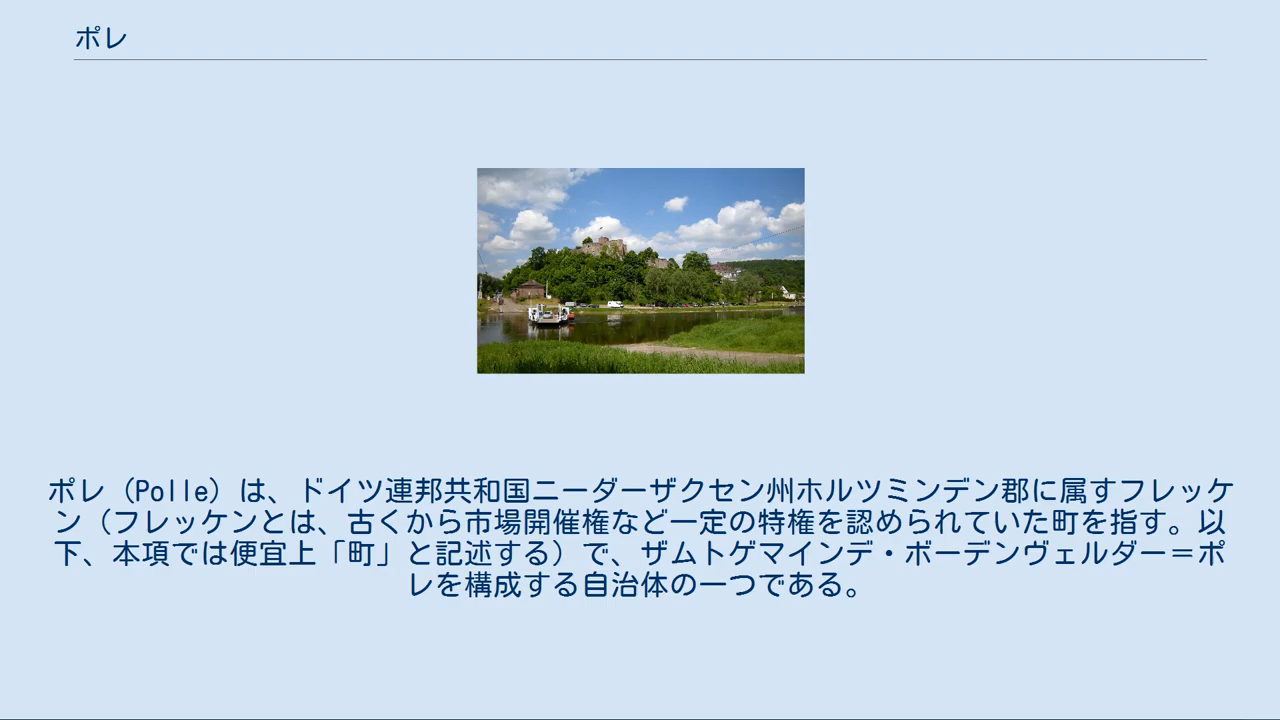 ポレ
ポレ（Polle）は、ドイツ連邦共和国ニーダーザクセン州ホルツミンデン郡に属すフレッケ
ン（フレッケンとは、古くから市場開催権など一定の特権を認められていた町を指す。以
下、本項では便宜上「町」と記述する）で、ザムトゲマインデ・ボーデンヴェルダー＝ポ
レを構成する自治体の一つである。